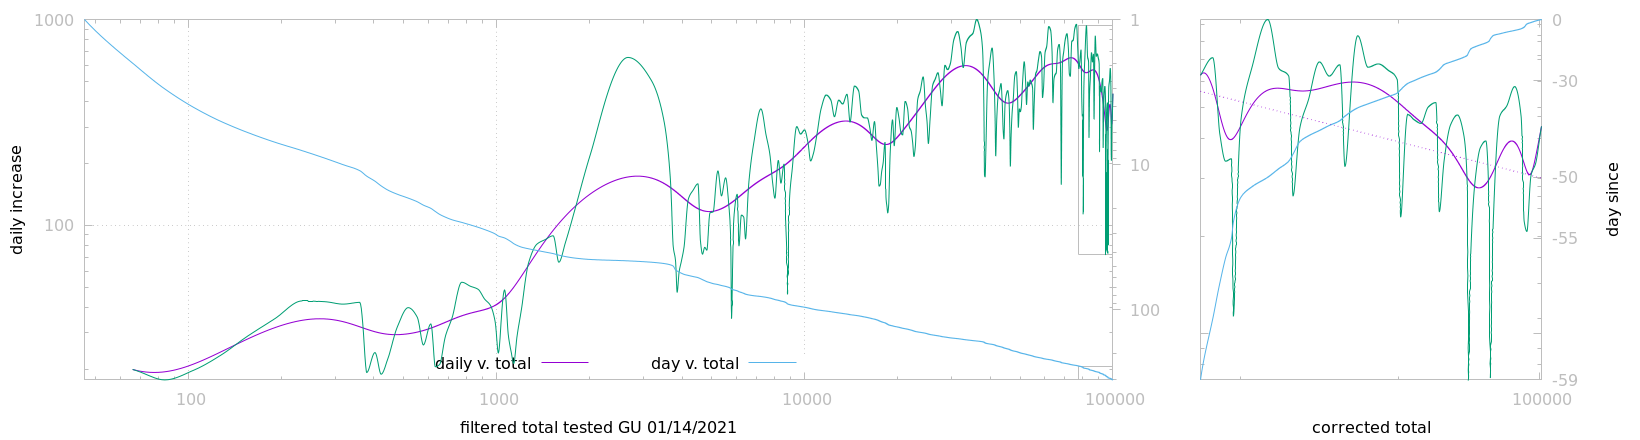 1000
100
daily increase
100
1000
10000
100000
filtered total tested GU 01/14/2021
daily v. total
day v. total
1
10
100
0
-30
-50
-55
-59
day since
100000
corrected total